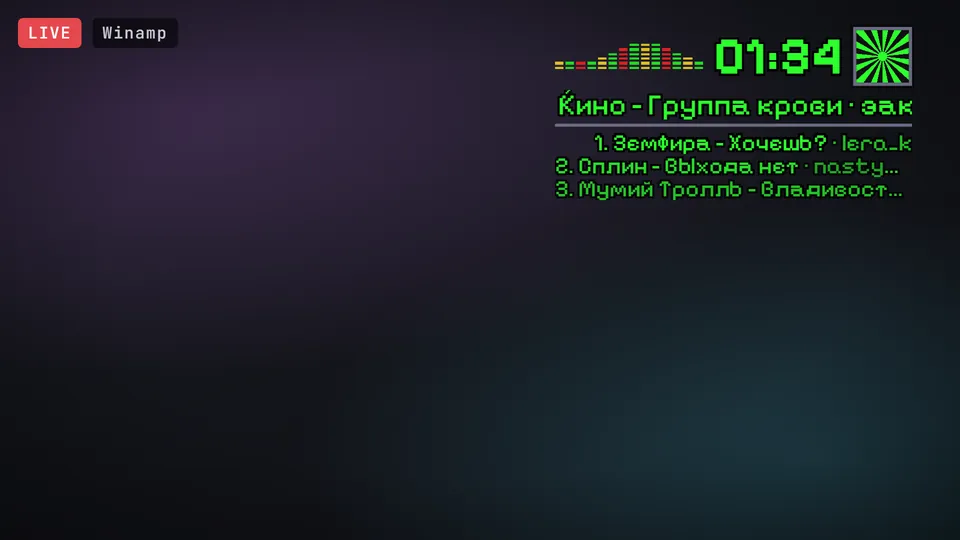 LIVE Winamp
01:34
Кино - Группа крови · зак
1. Земфира - Хочешь? · lera_k
2. Сплин - Выхода нет · nasty...
3. Мумий Тролль - Владивост...